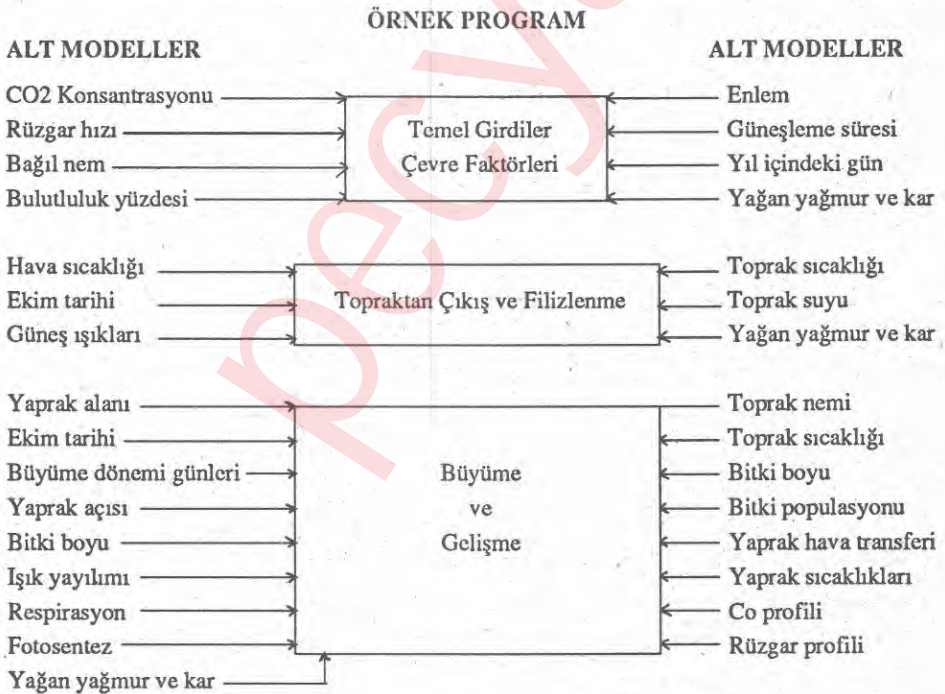 ÖRNEK PROGRAM
ALT MODELLER ALT MODELLER
CO2 Konsantrasyonu Enlem
Rüzgar hızı Temel Girdiler Güneşleme süresi
Bağıl nem Çevre Faktörleri Yıl içindeki gün
Bulutluluk yüzdesi Yağan yağmur ve kar
Hava sıcaklığı Toprak sıcaklığı
Ekim tarihi Topraktan Çıkış ve Filizlenme Toprak suyu
Güneş ışıkları Yağan yağmur ve kar
Yaprak alanı Toprak nemi
Ekim tarihi Toprak sıcaklığı
Büyüme dönemi günleri Büyüme Bitki boyu
Yaprak açısı ve Bitki populasyonu
Bitki boyu Gelişme Yaprak hava transferi
Işık yayılımı Yaprak sıcaklıkları
Respirasyon Co profili
Fotosentez Rüzgar profili
Yağan yağmur ve kar